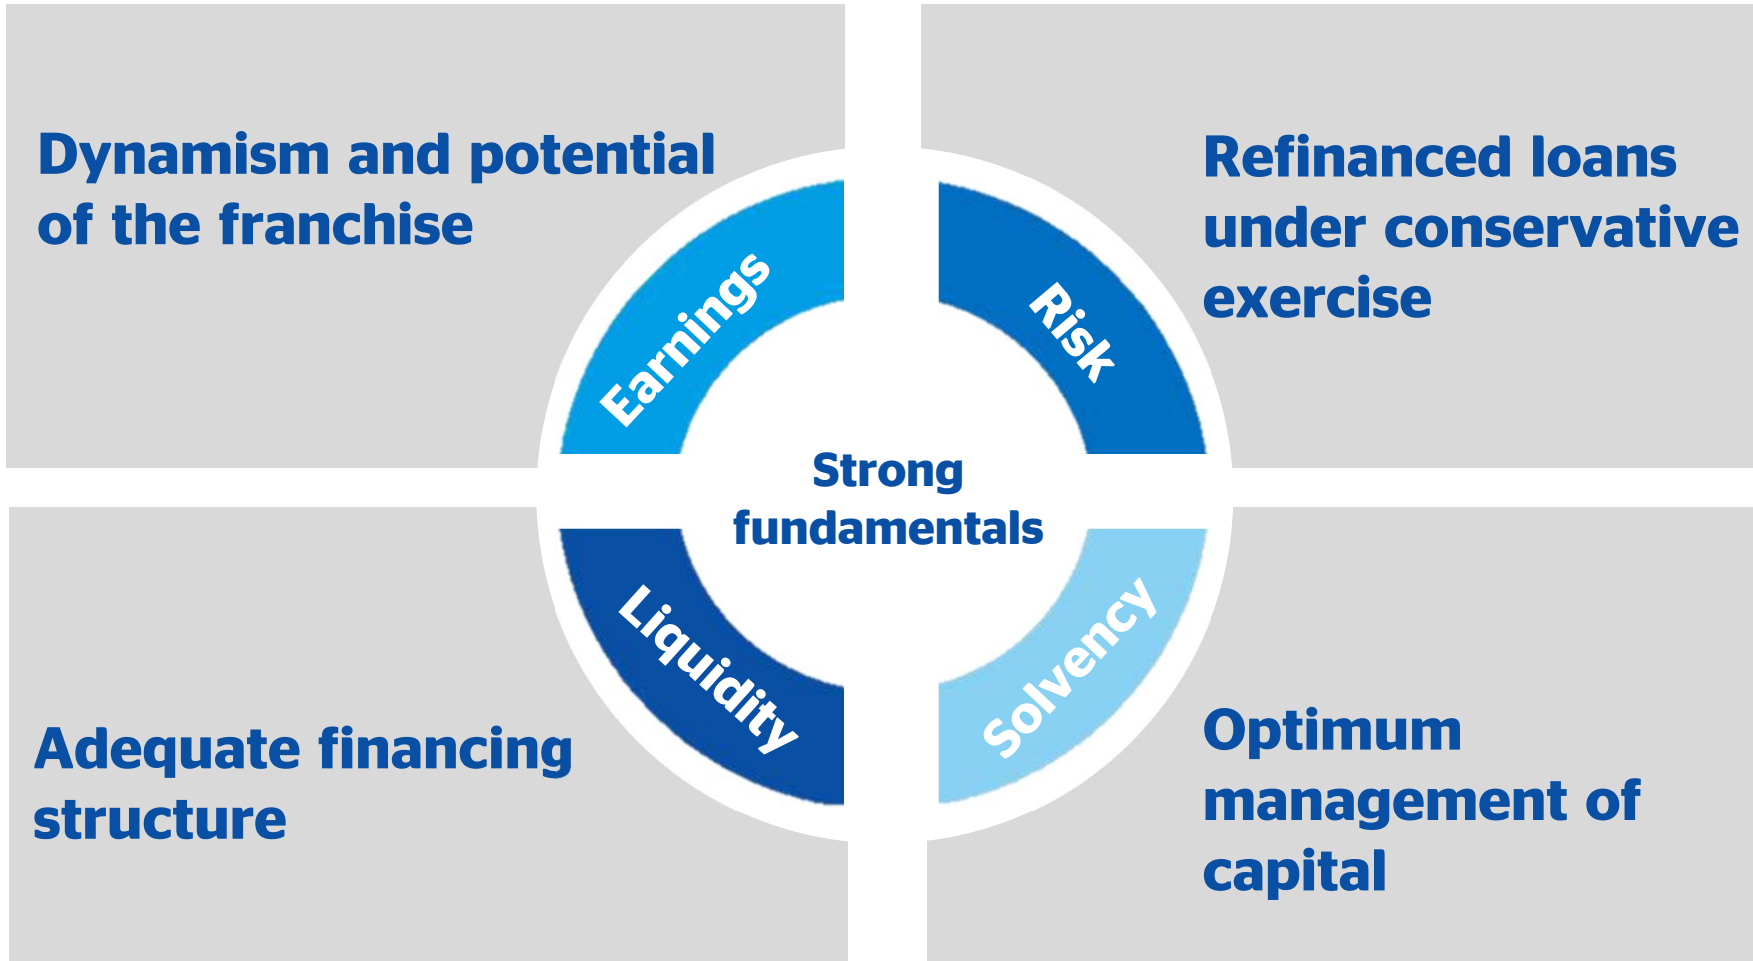 Dynamism and potential
of the franchise
Earnings
Refinanced loans
under conservative
exercise
Risk
Strong
fundamentals
Adequate financing
structure
Liquidity
Optimum
management of
capital
Solvency